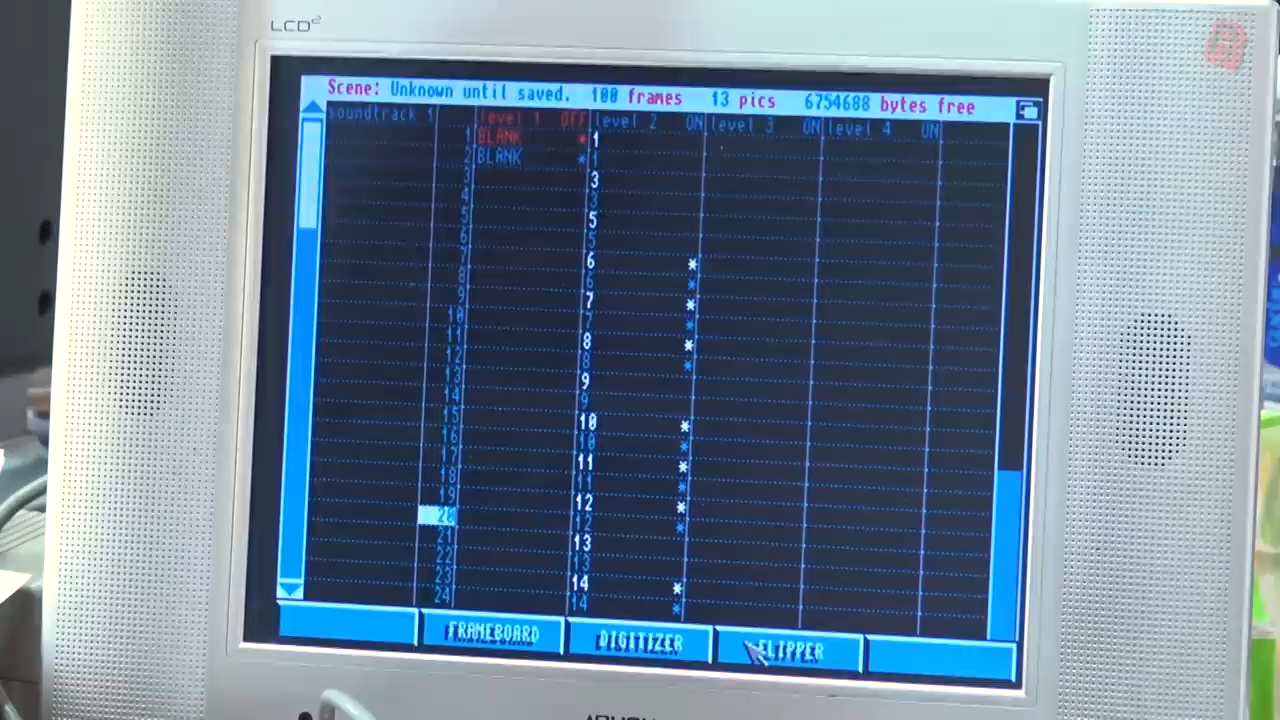 LCD²
Scene: Unknown until saved. 100 frames 13 pics 6754688 bytes free
soundtrack 1 level 1 OFF level 2 ON level 3 ON level 4 ON
1 BLANK * 1
2 BLANK * 1
3 3
4 3
5 5
6 5
7 6 *
8 6 *
9 7 *
10 7 *
11 8 *
12 8 *
13 9
14 9
15 10 *
16 10 *
17 11 *
18 11 *
19 12 *
20 12 *
21 13
22 13
23 14 *
24 14 *
FRAMEBOARD DIGITIZER FLIPPER